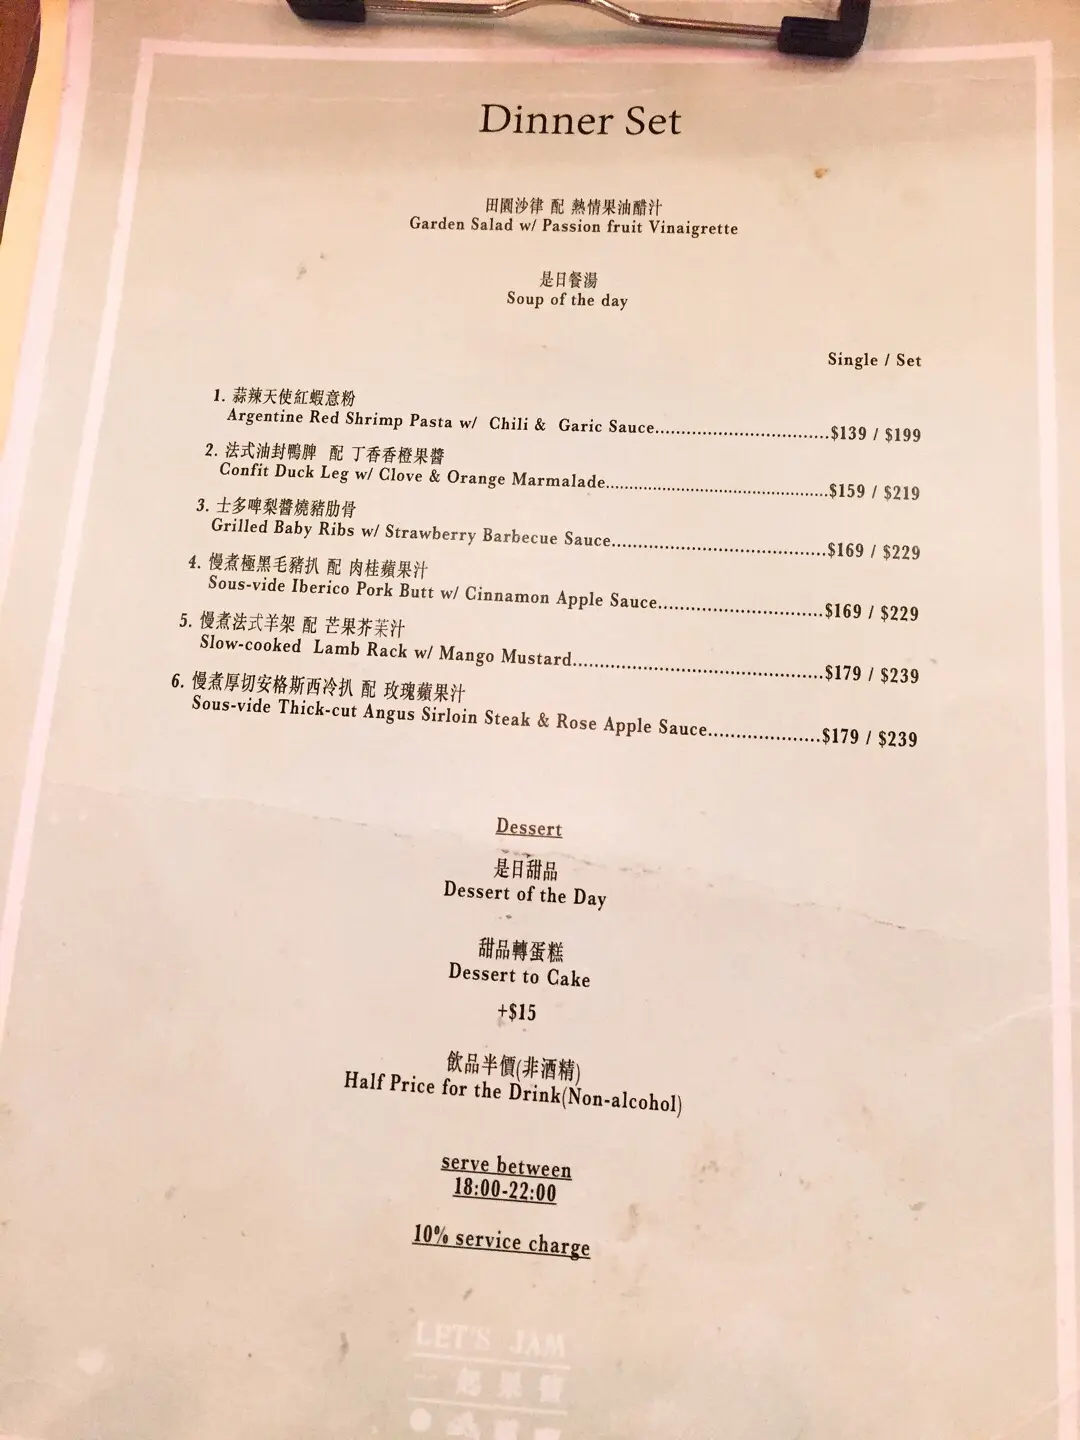 Dinner Set
田園沙律 配 熱情果油醋汁
Garden Salad w/ Passion fruit Vinaigrette
是日餐湯
Soup of the day
Single / Set
1. 蒜辣天使紅蝦意粉
Argentine Red Shrimp Pasta w/ Chili & Garic Sauce..............................$139 / $199
2. 法式油封鴨脾 配 丁香香橙果醬
Confit Duck Leg w/ Clove & Orange Marmalade......................................$159 / $219
3. 士多啤梨醬燒豬肋骨
Grilled Baby Ribs w/ Strawberry Barbecue Sauce.....................................$169 / $229
4. 慢煮極黑毛豬扒 配 肉桂蘋果汁
Sous-vide Iberico Pork Butt w/ Cinnamon Apple Sauce............................$169 / $229
5. 慢煮法式羊架 配 芒果芥茉汁
Slow-cooked Lamb Rack w/ Mango Mustard...........................................$179 / $239
6. 慢煮厚切安格斯西冷扒 配 玫瑰蘋果汁
Sous-vide Thick-cut Angus Sirloin Steak & Rose Apple Sauce....................$179 / $239
Dessert
是日甜品
Dessert of the Day
甜品轉蛋糕
Dessert to Cake
+$15
飲品半價(非酒精)
Half Price for the Drink(Non-alcohol)
serve between
18:00-22:00
10% service charge
LET'S JAM
一起果醬